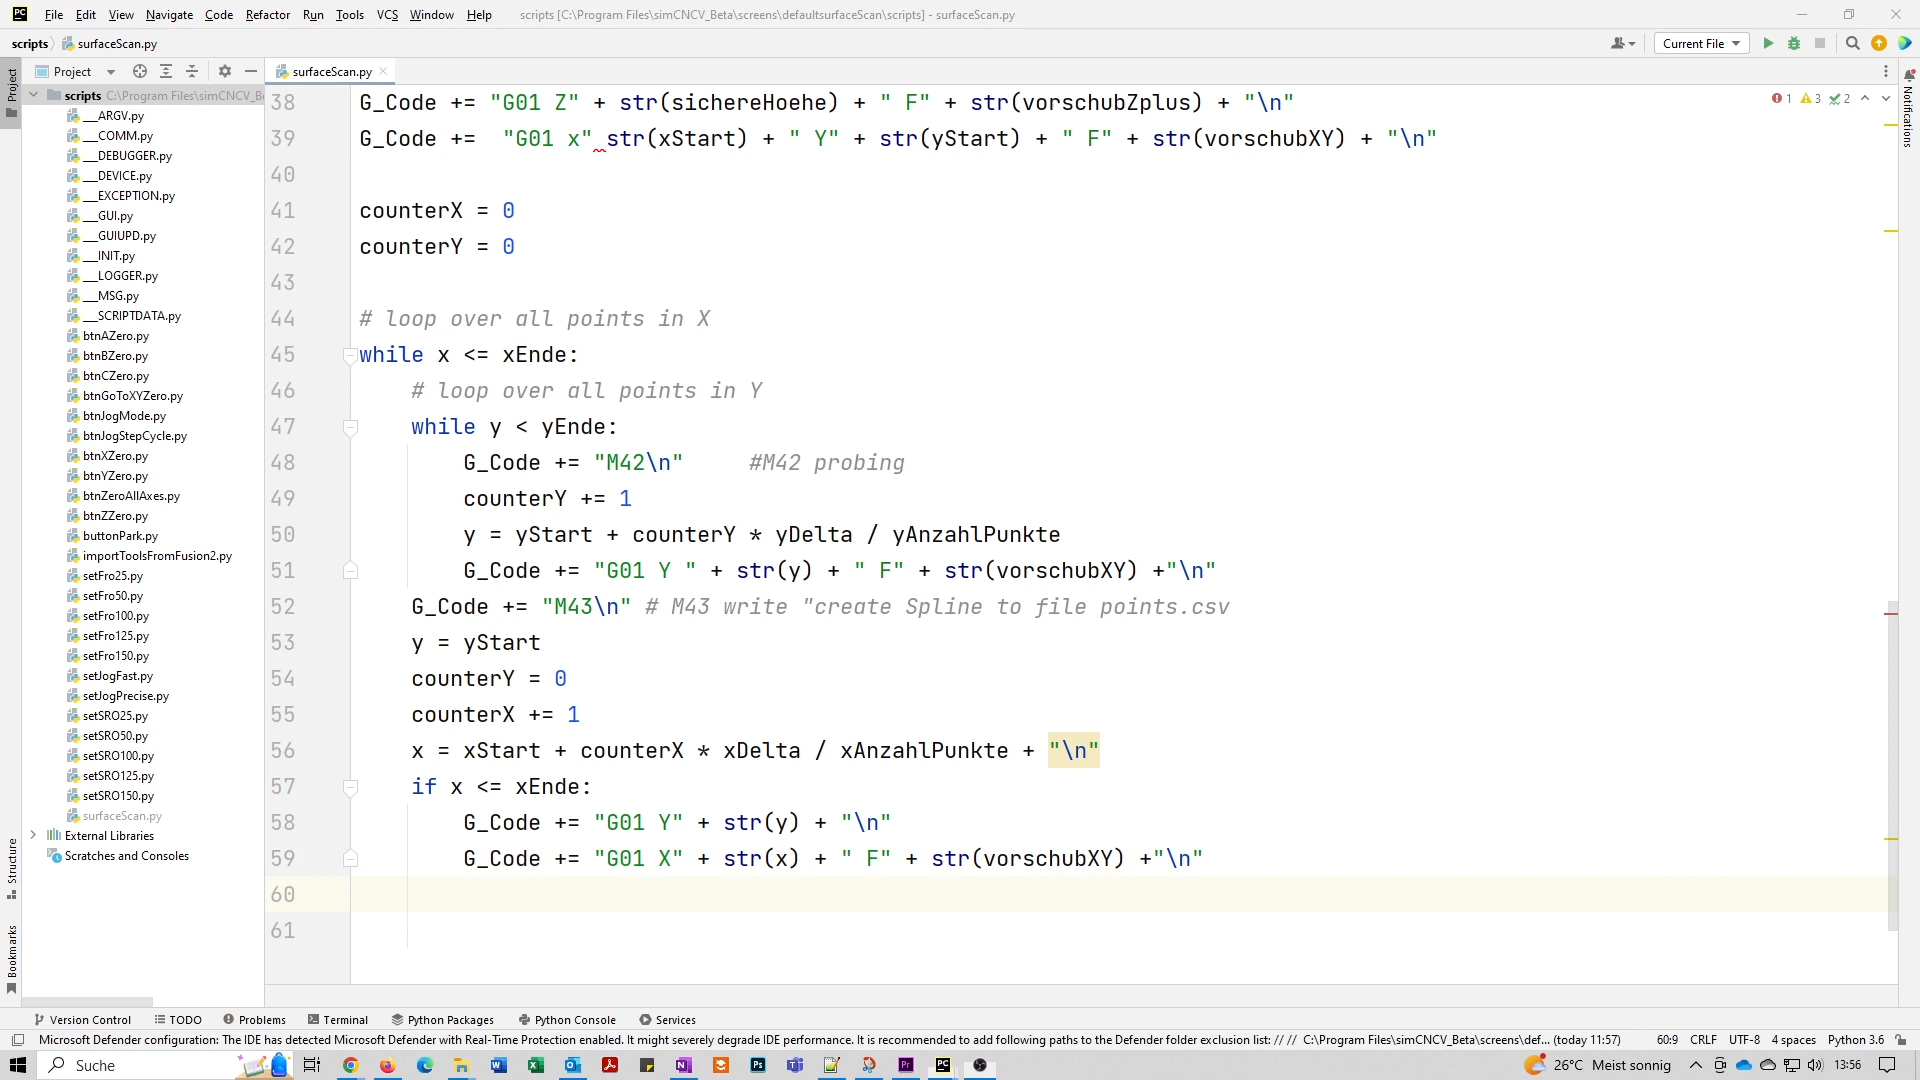 PC File Edit View Navigate Code Refactor Run Tools VCS Window Help scripts [C:\Program Files\simCNCV_Beta\screens\defaultsurfaceScan\scripts] - surfaceScan.py
scripts surfaceScan.py Current File
Project surfaceScan.py
scripts C:\Program Files\simCNCV_B
__ARGV.py
__COMM.py
__DEBUGGER.py
__DEVICE.py
__EXCEPTION.py
__GUI.py
__GUIUPD.py
__INIT.py
__LOGGER.py
__MSG.py
__SCRIPTDATA.py
btnAZero.py
btnBZero.py
btnCZero.py
btnGoToXYZero.py
btnJogMode.py
btnJogStepCycle.py
btnXZero.py
btnYZero.py
btnZeroAllAxes.py
btnZZero.py
buttonPark.py
importToolsFromFusion2.py
setFro25.py
setFro50.py
setFro100.py
setFro125.py
setFro150.py
setJogFast.py
setJogPrecise.py
setSRO25.py
setSRO50.py
setSRO100.py
setSRO125.py
setSRO150.py
surfaceScan.py
External Libraries
Scratches and Consoles
Project
Structure
Bookmarks
38 G_Code += "G01 Z" + str(sichereHoehe) + " F" + str(vorschubZplus) + "\n"
39 G_Code +=  "G01 x" str(xStart) + " Y" + str(yStart) + " F" + str(vorschubXY) + "\n"
40
41 counterX = 0
42 counterY = 0
43
44 # loop over all points in X
45 while x <= xEnde:
46     # loop over all points in Y
47     while y < yEnde:
48         G_Code += "M42\n"     #M42 probing
49         counterY += 1
50         y = yStart + counterY * yDelta / yAnzahlPunkte
51         G_Code += "G01 Y " + str(y) + " F" + str(vorschubXY) +"\n"
52     G_Code += "M43\n" # M43 write "create Spline to file points.csv
53     y = yStart
54     counterY = 0
55     counterX += 1
56     x = xStart + counterX * xDelta / xAnzahlPunkte + "\n"
57     if x <= xEnde:
58         G_Code += "G01 Y" + str(y) + "\n"
59         G_Code += "G01 X" + str(x) + " F" + str(vorschubXY) +"\n"
60
61
1 3 2
Notifications
Version Control TODO Problems Terminal Python Packages Python Console Services
Microsoft Defender configuration: The IDE has detected Microsoft Defender with Real-Time Protection enabled. It might severely degrade IDE performance. It is recommended to add following paths to the Defender folder exclusion list: // // C:\Program Files\simCNCV_Beta\screens\def... (today 11:57) 60:9 CRLF UTF-8 4 spaces Python 3.6
Suche 26°C Meist sonnig 13:56